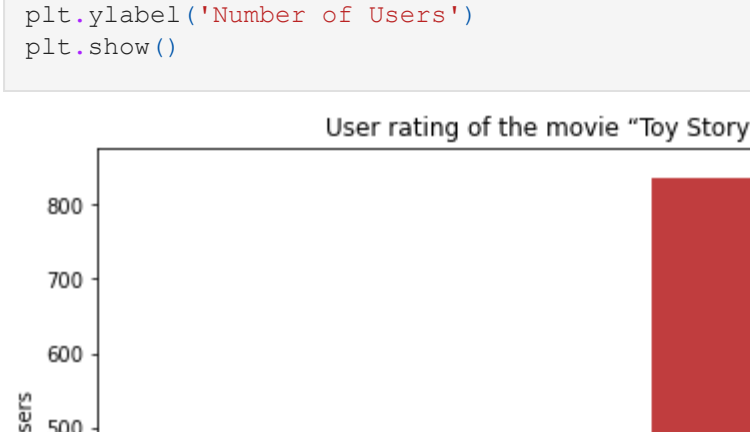 plt.ylabel('Number of Users')
plt.show()
User rating of the movie “Toy Story
800
700
600
500